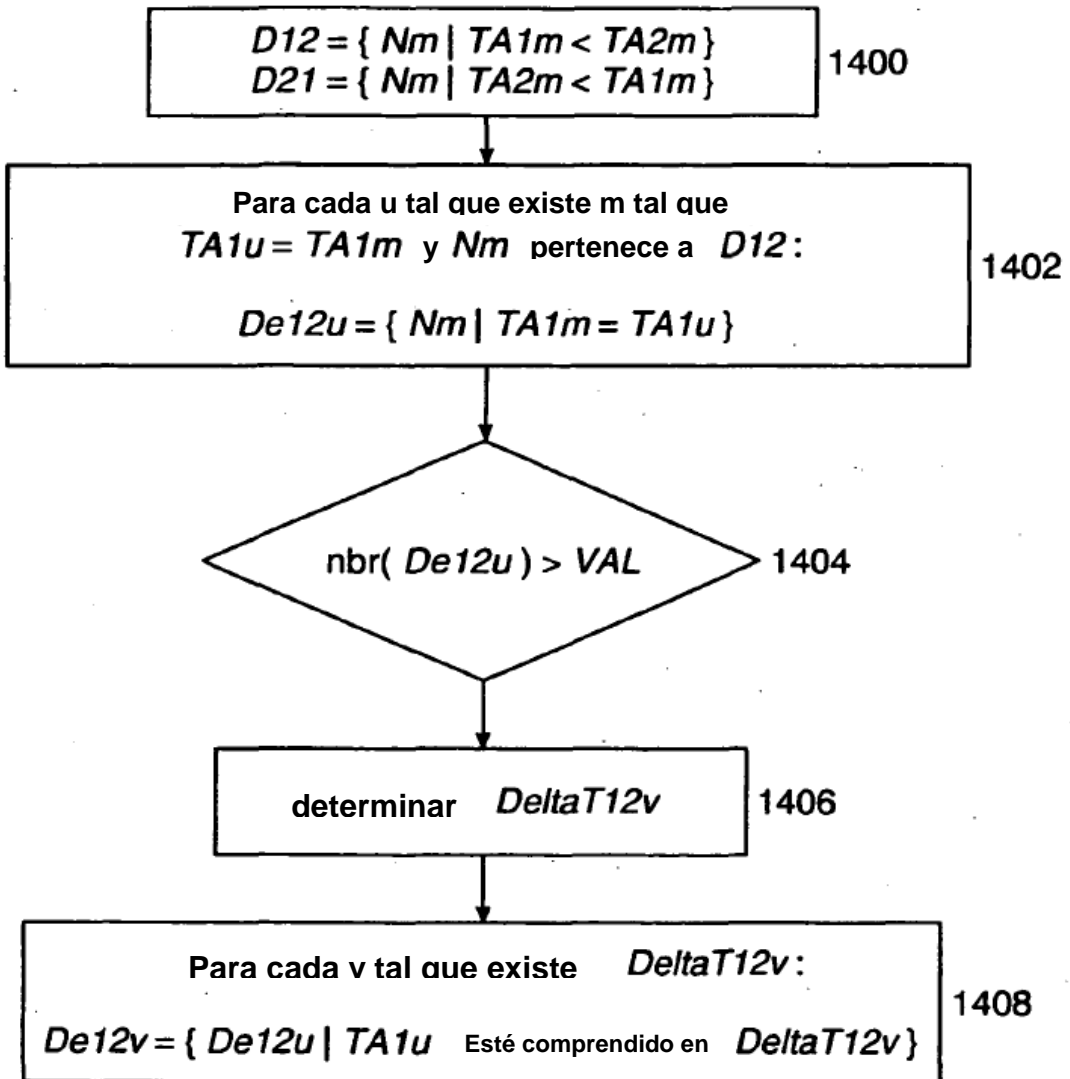 D12 = { Nm | TA1m < TA2m }
D21 = { Nm | TA2m < TA1m }
1400
Para cada u tal que existe m tal que
TA1u = TA1m y Nm pertenece a D12 :
De12u = { Nm | TA1m = TA1u }
1402
nbr( De12u ) > VAL
1404
determinar DeltaT12v
1406
Para cada v tal que existe DeltaT12v :
De12v = { De12u | TA1u Esté comprendido en DeltaT12v }
1408